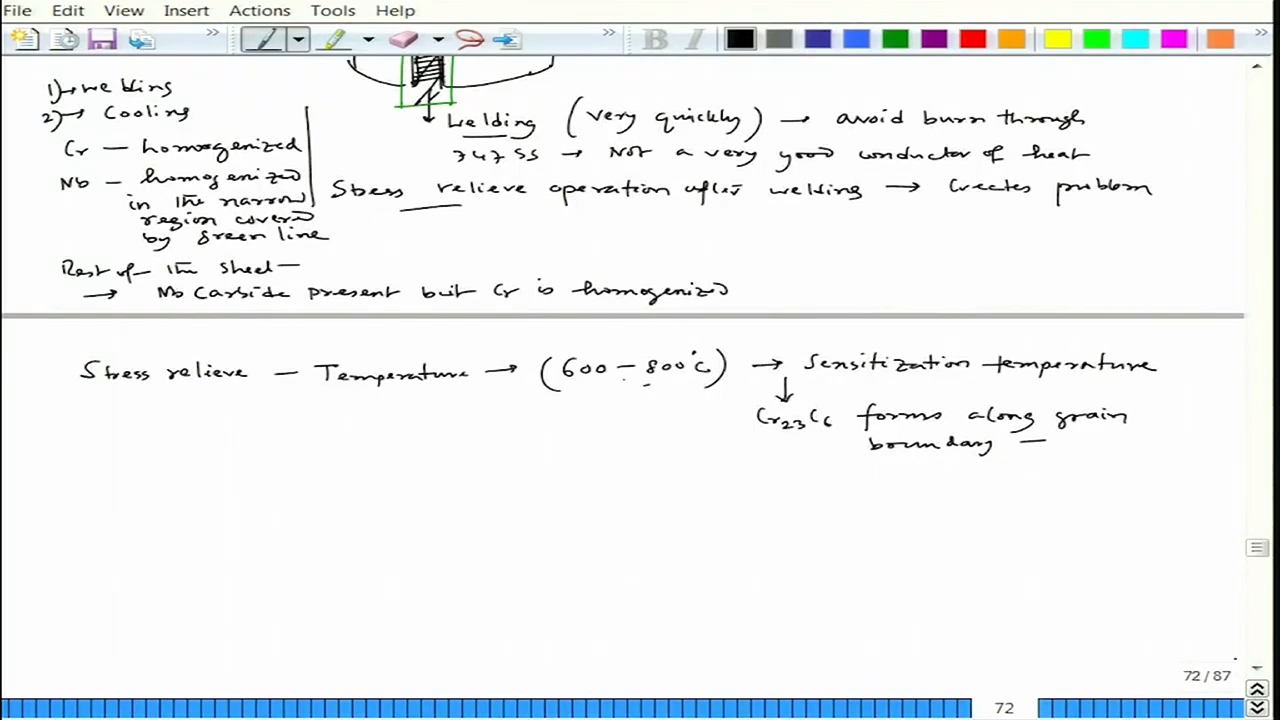 File Edit View Insert Actions Tools Help
1) → Welding
2) → Cooling
Cr — homogenized
Nb — homogenized
in the narrow
region covered
by green line
Welding (very quickly) → avoid burn through
347 SS → Not a very good conductor of heat
Stress relieve operation after welding → Creates problem
Rest of the sheet —
→ Nb Carbide present but Cr is homogenized
Stress relieve — Temperature → (600 – 800°C) → Sensitization temperature
Cr23C6 forms along grain
boundary —
72 / 87
72